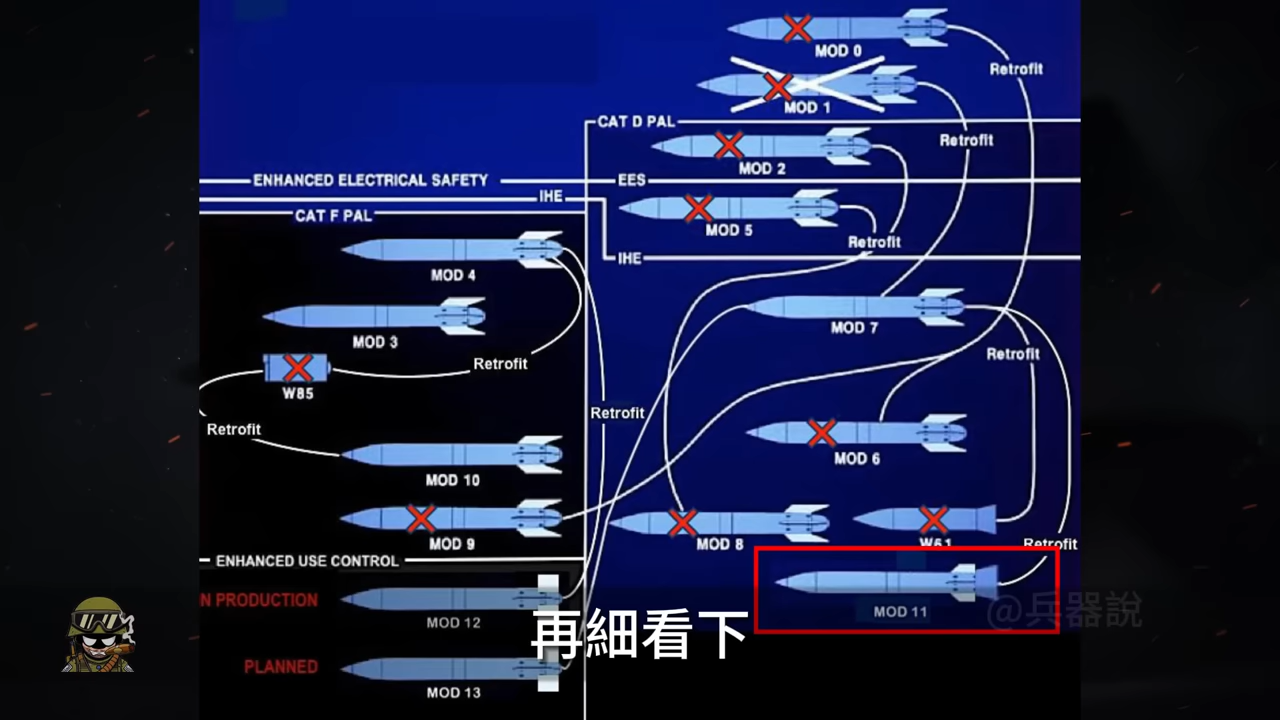 MOD 0
Retrofit
MOD 1
CAT D PAL
Retrofit
MOD 2
ENHANCED ELECTRICAL SAFETY
EES
IHE
CAT F PAL
MOD 5
Retrofit
IHE
MOD 4
MOD 3
MOD 7
Retrofit
Retrofit
W85
Retrofit
Retrofit
MOD 6
MOD 10
MOD 9
MOD 8
W61
Retrofit
ENHANCED USE CONTROL
N PRODUCTION
MOD 12
MOD 11
@兵器說
再細看下
PLANNED
MOD 13